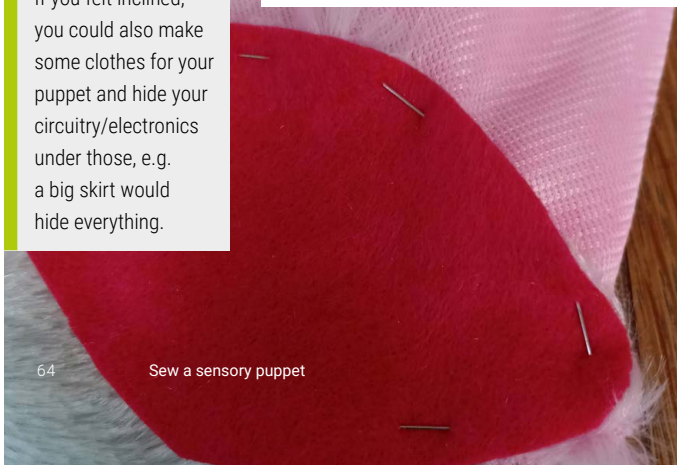 If you felt inclined,
you could also make
some clothes for your
puppet and hide your
circuitry/electronics
under those, e.g.
a big skirt would
hide everything.
64 Sew a sensory puppet